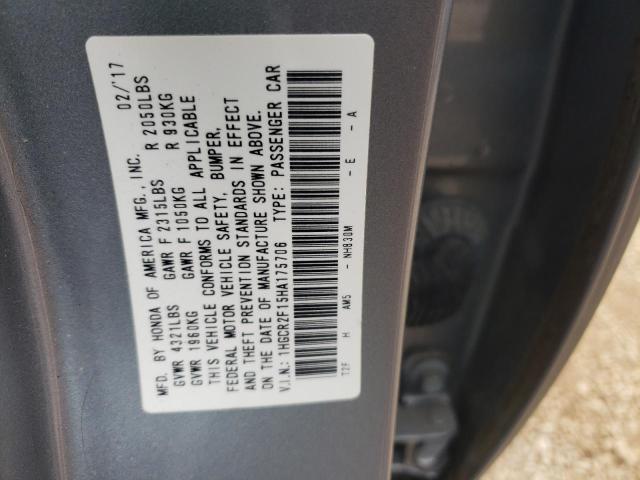 MFD. BY HONDA OF AMERICA MFG., INC. 02/'17
GVWR 4321LBS GAWR F 2315LBS R 2050LBS
GVWR 1960KG GAWR F 1050KG R 930KG
THIS VEHICLE CONFORMS TO ALL APPLICABLE
FEDERAL MOTOR VEHICLE SAFETY, BUMPER,
AND THEFT PREVENTION STANDARDS IN EFFECT
ON THE DATE OF MANUFACTURE SHOWN ABOVE.
V.I.N.: 1HGCR2F15HA175706 TYPE: PASSENGER CAR
T2F H AM5 - NH830M - E - A